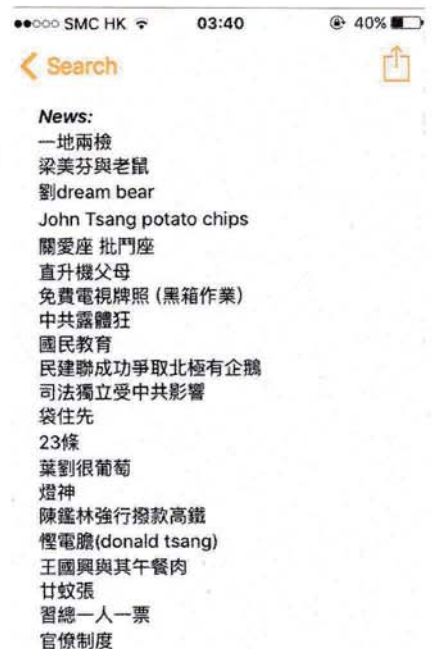 SMC HK 03:40 40%
Search
News:
一地兩檢
梁美芬與老鼠
劉dream bear
John Tsang potato chips
關愛座 批鬥座
直升機父母
免費電視牌照 (黑箱作業)
中共露體狂
國民教育
民建聯成功爭取北極有企鵝
司法獨立受中共影響
袋住先
23條
葉劉很葡萄
燈神
陳鑑林強行撥款高鐵
慳電膽(donald tsang)
王國興與其午餐肉
廿蚊張
習總一人一票
官僚制度